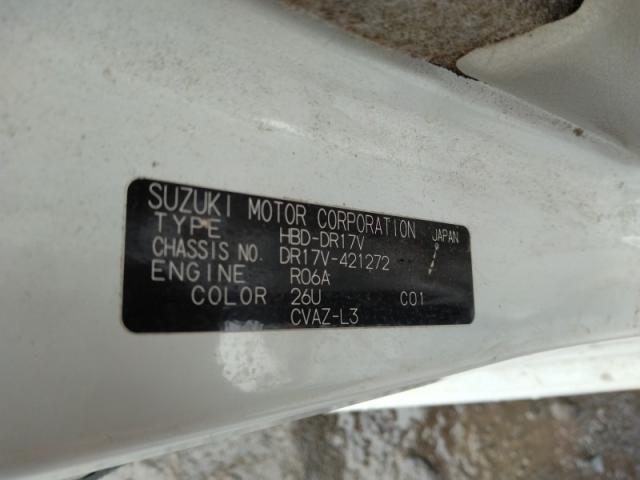 SUZUKI MOTOR CORPORATION JAPAN
TYPE HBD-DR17V
CHASSIS NO. DR17V-421272
ENGINE R06A
COLOR 26U C01
CVAZ-L3